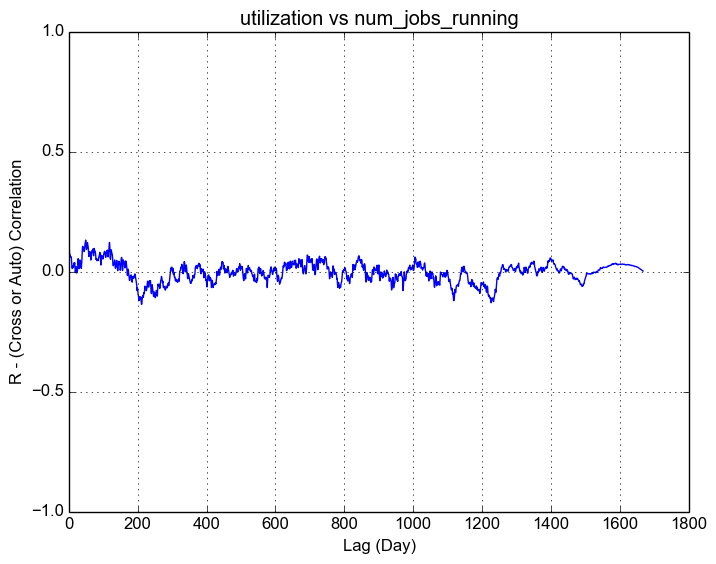 utilization vs num_jobs_running
1.0
0.5
0.0
−0.5
−1.0
R - (Cross or Auto) Correlation
0 200 400 600 800 1000 1200 1400 1600 1800
Lag (Day)